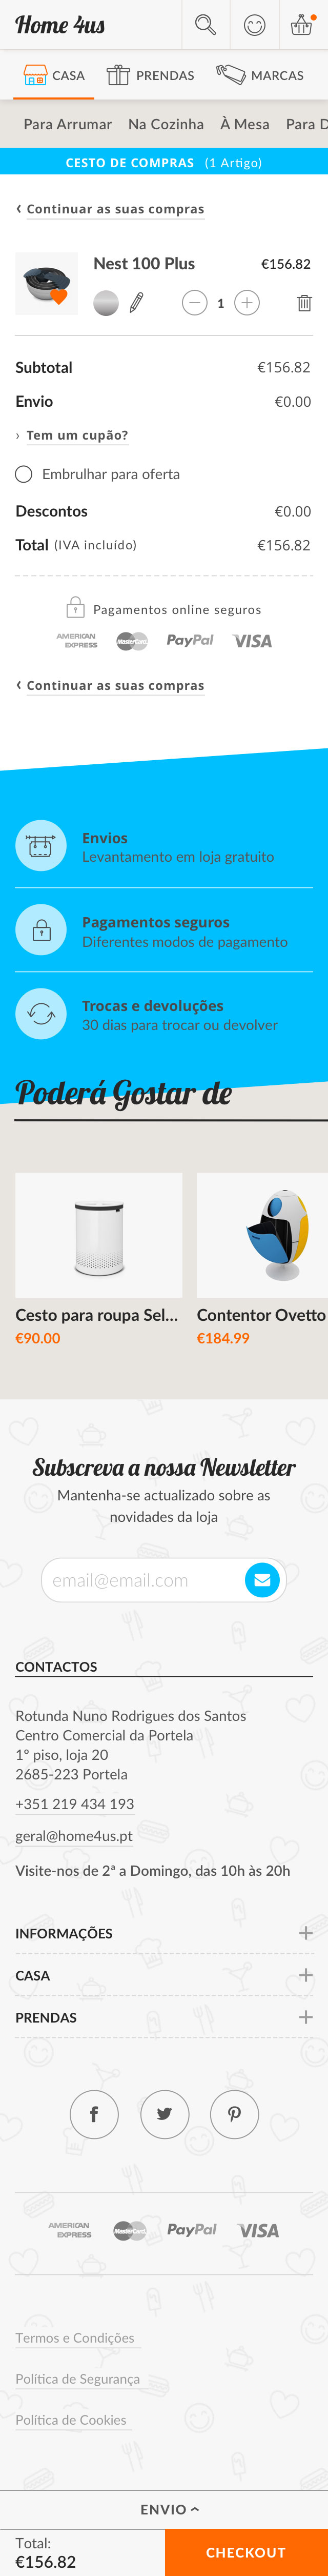 Home 4us
CASA PRENDAS MARCAS
Para Arrumar Na Cozinha À Mesa Para D
CESTO DE COMPRAS (1 Artigo)
‹ Continuar as suas compras
Nest 100 Plus €156.82
1
Subtotal €156.82
Envio €0.00
› Tem um cupão?
Embrulhar para oferta
Descontos €0.00
Total (IVA incluído) €156.82
Pagamentos online seguros
AMERICAN EXPRESS MasterCard PayPal VISA
‹ Continuar as suas compras
Envios
Levantamento em loja gratuito
Pagamentos seguros
Diferentes modos de pagamento
Trocas e devoluções
30 dias para trocar ou devolver
Poderá Gostar de
Cesto para roupa Sel... Contentor Ovetto
€90.00 €184.99
Subscreva a nossa Newsletter
Mantenha-se actualizado sobre as
novidades da loja
email@email.com
CONTACTOS
Rotunda Nuno Rodrigues dos Santos
Centro Comercial da Portela
1º piso, loja 20
2685-223 Portela
+351 219 434 193
geral@home4us.pt
Visite-nos de 2ª a Domingo, das 10h às 20h
INFORMAÇÕES +
CASA +
PRENDAS +
AMERICAN EXPRESS MasterCard PayPal VISA
Termos e Condições
Política de Segurança
Política de Cookies
ENVIO
Total:
€156.82
CHECKOUT